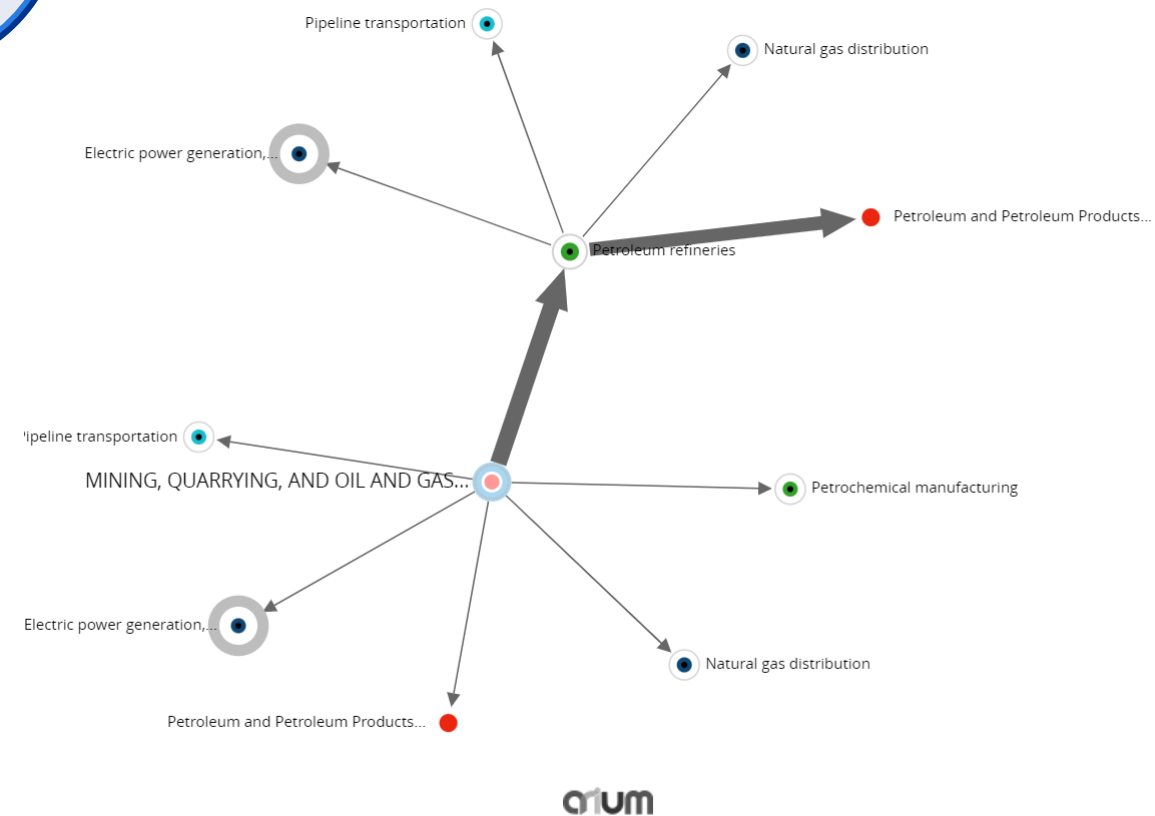 Pipeline transportation
Natural gas distribution
Electric power generation,...
Petroleum and Petroleum Products...
Petroleum refineries
'ipeline transportation
MINING, QUARRYING, AND OIL AND GAS...
Petrochemical manufacturing
Electric power generation,...
Natural gas distribution
Petroleum and Petroleum Products...
arium